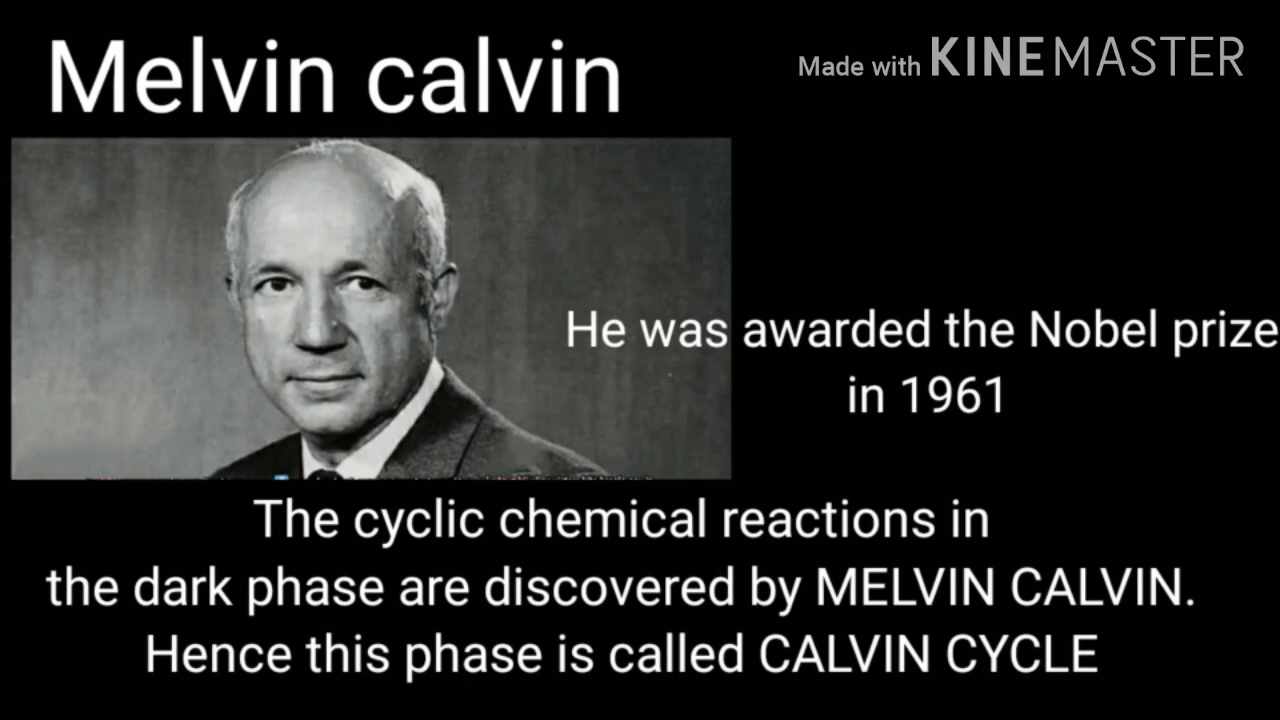 Melvin calvin
Made with KINEMASTER
He was awarded the Nobel prize
in 1961
The cyclic chemical reactions in
the dark phase are discovered by MELVIN CALVIN.
Hence this phase is called CALVIN CYCLE